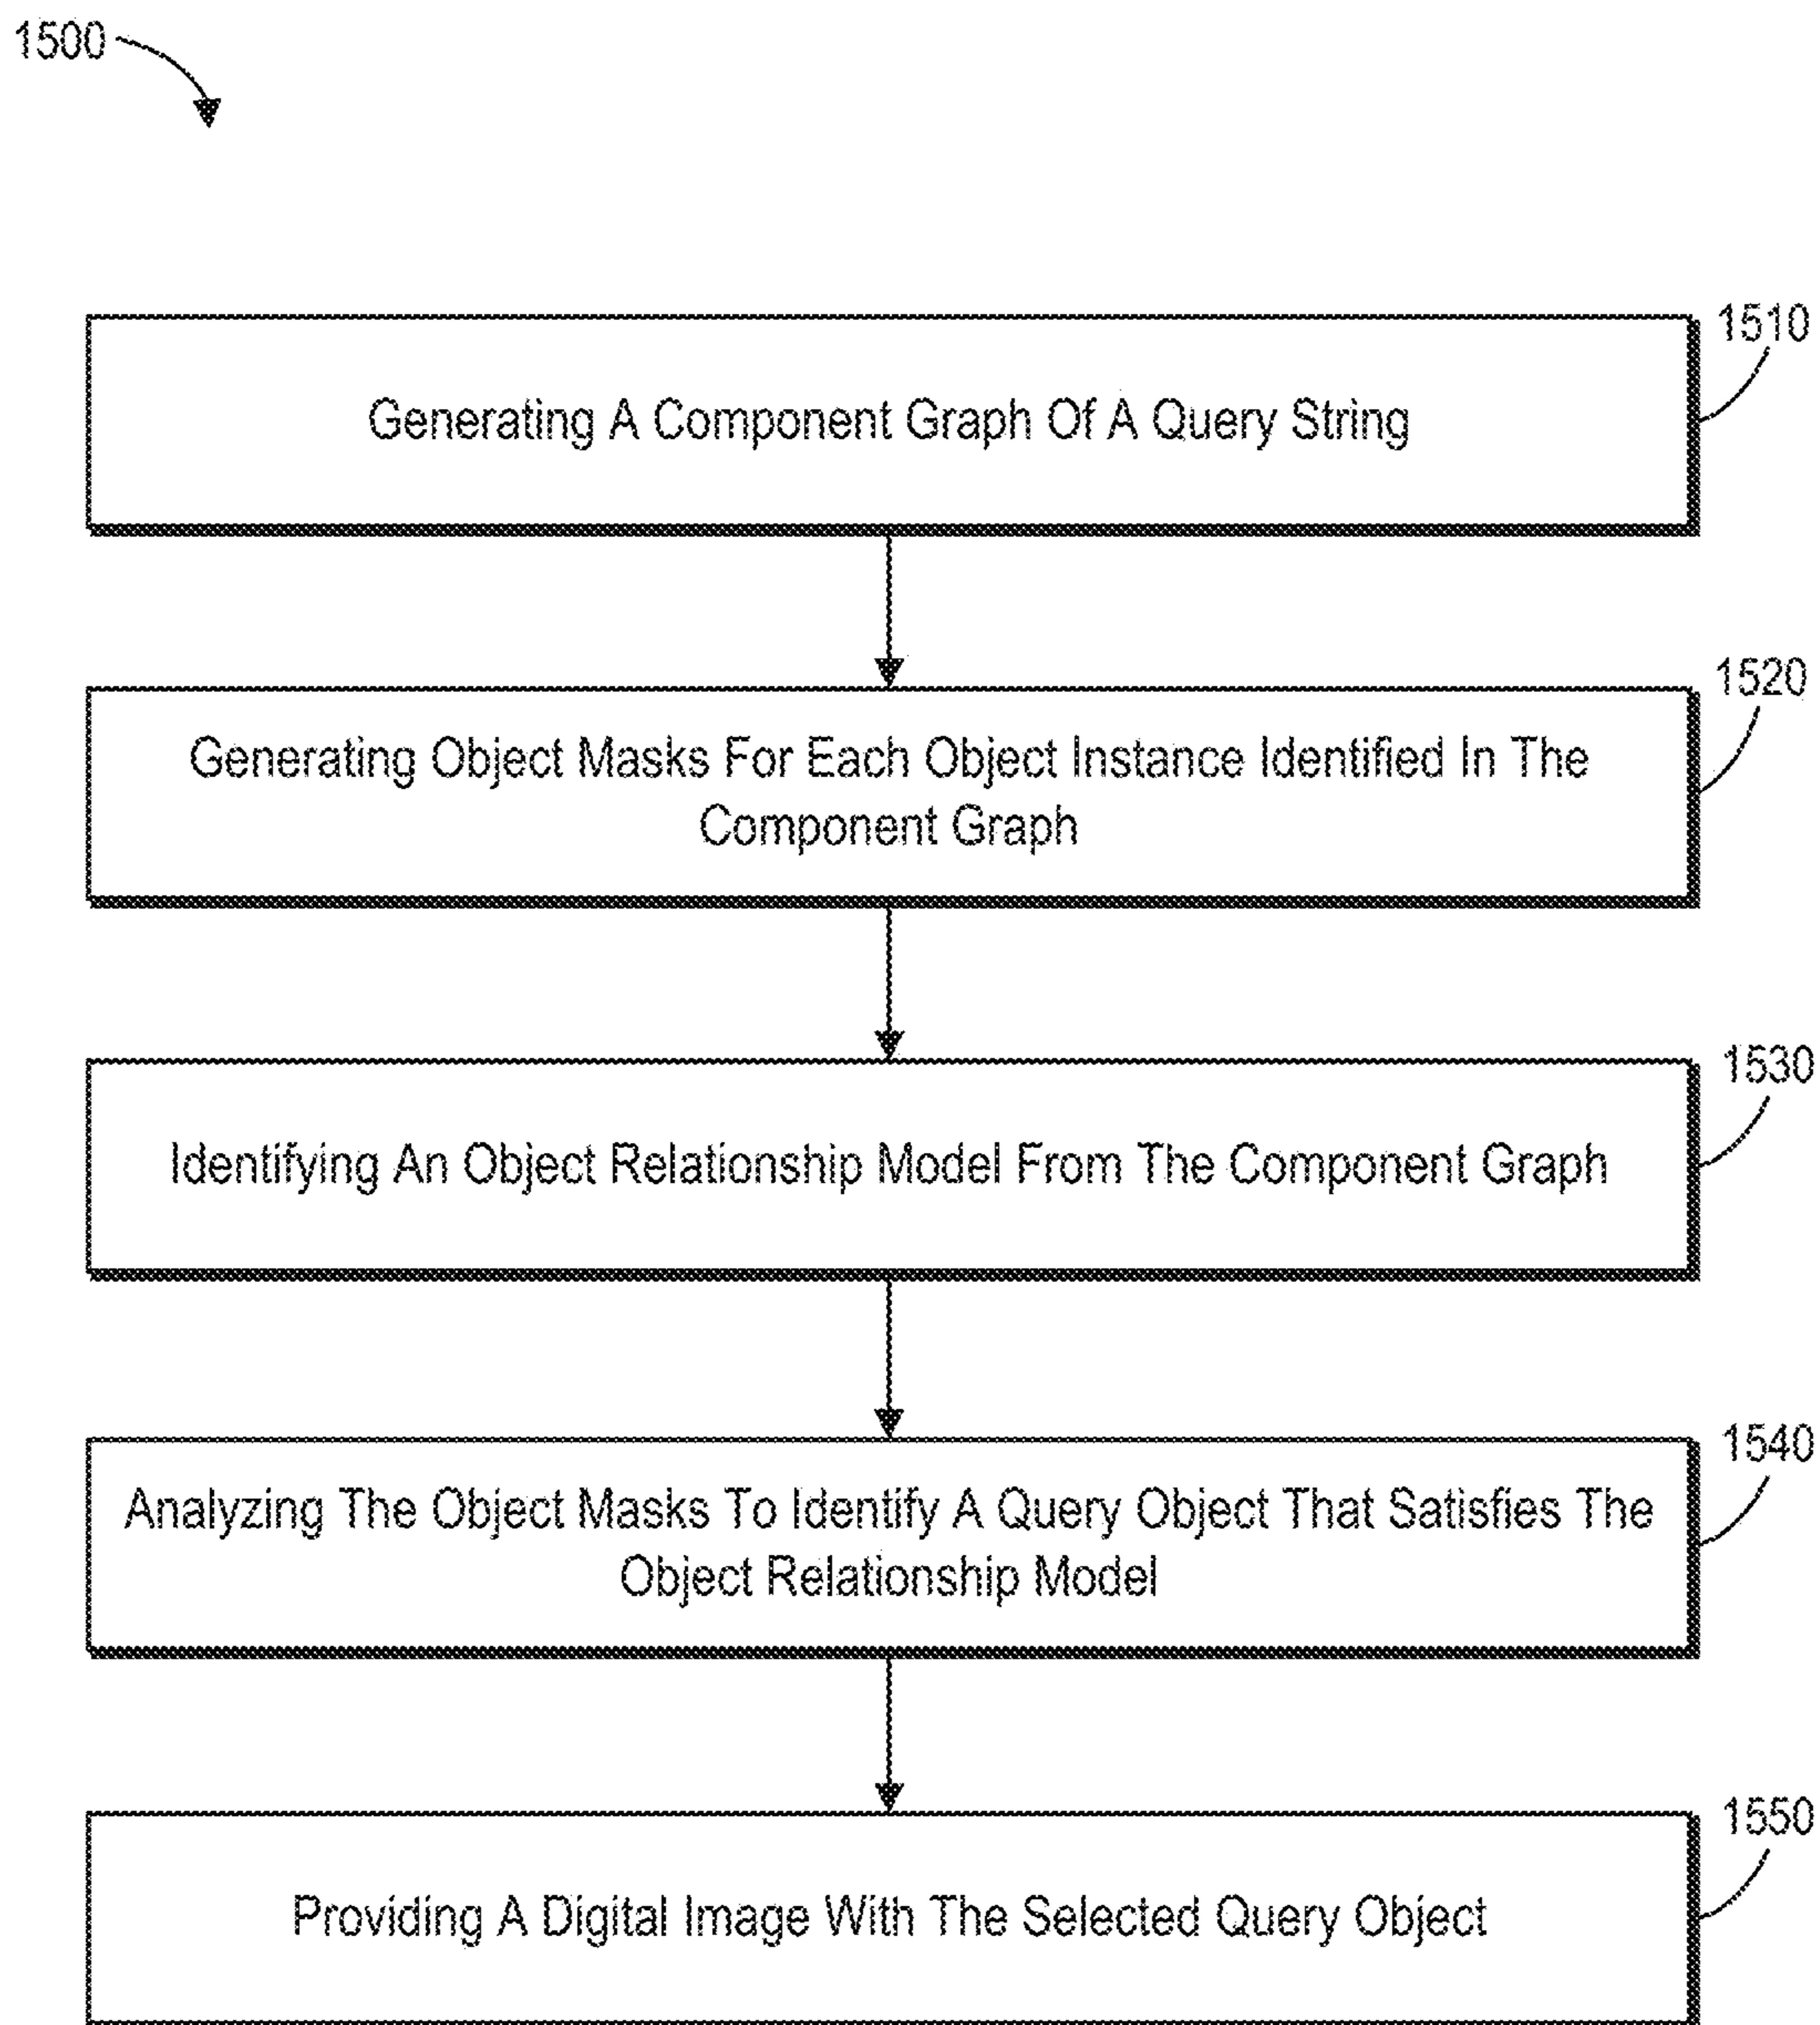 1500
1510
Generating A Component Graph Of A Query String
1520
Generating Object Masks For Each Object Instance Identified In The
Component Graph
1530
Identifying An Object Relationship Model From The Component Graph
1540
Analyzing The Object Masks To Identify A Query Object That Satisfies The
Object Relationship Model
1550
Providing A Digital Image With The Selected Query Object